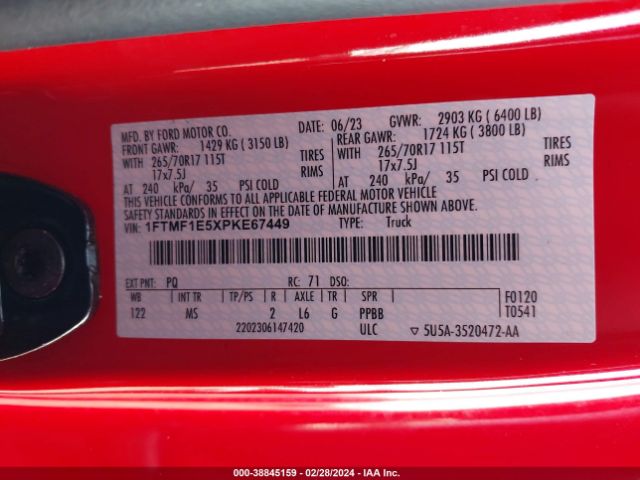 MFD. BY FORD MOTOR CO. DATE: 06/23 GVWR: 2903 KG ( 6400 LB)
FRONT GAWR: 1429 KG ( 3150 LB) REAR GAWR: 1724 KG ( 3800 LB)
WITH 265/70R17 115T TIRES WITH 265/70R17 115T TIRES
17x7.5J RIMS 17x7.5J RIMS
AT 240 kPa/ 35 PSI COLD AT 240 kPa/ 35 PSI COLD
THIS VEHICLE CONFORMS TO ALL APPLICABLE FEDERAL MOTOR VEHICLE
SAFETY STANDARDS IN EFFECT ON THE DATE OF MANUFACTURE SHOWN ABOVE.
VIN: 1FTMF1E5XPKE67449 TYPE: Truck
EXT PNT: PQ RC: 71 DSO:
WB INT TR TP/PS R AXLE TR SPR F0120
122 MS 2 L6 G PPBB T0541
2202306147420 ULC ▽ 5U5A-3520472-AA
000-38845159 - 02/28/2024 - IAAI.COM